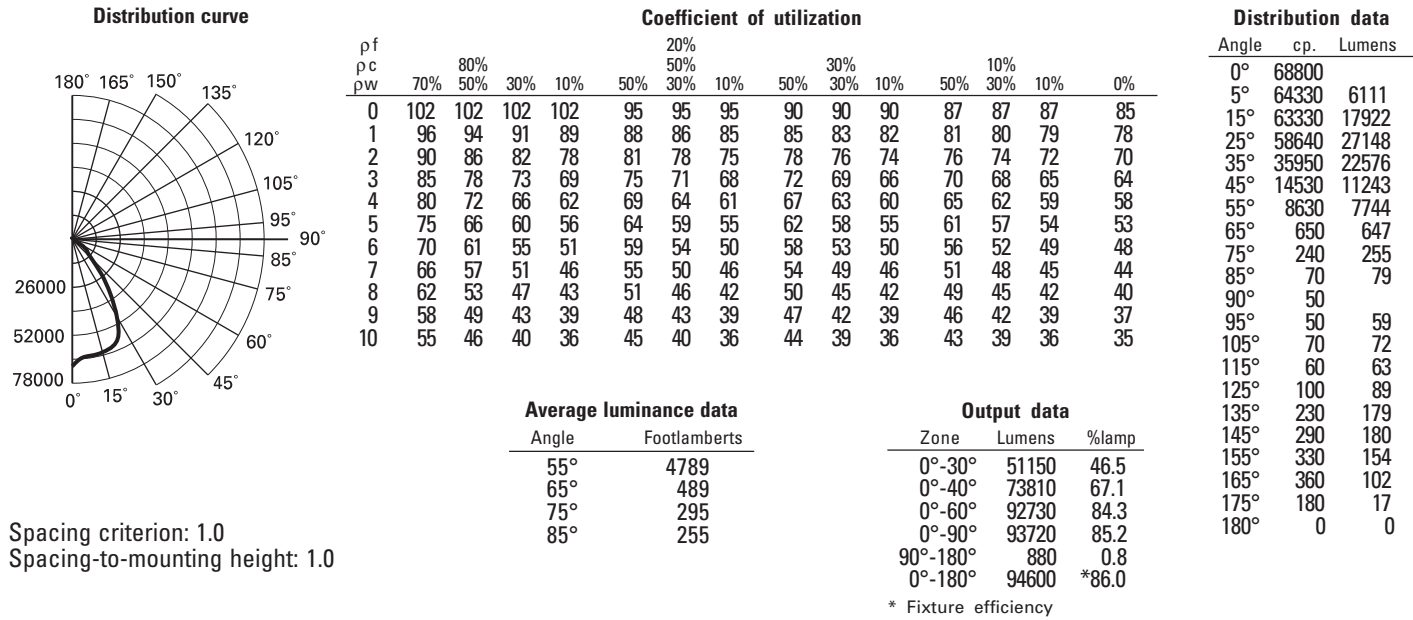 Distribution curve
180° 165° 150° 135° 120° 105° 95° 90° 85° 75° 60° 45° 30° 15° 0°
26000
52000
78000
Spacing criterion: 1.0
Spacing-to-mounting height: 1.0
Coefficient of utilization
ρf 20%
ρc 80% 50% 30% 10%
ρw 70% 50% 30% 10% 50% 30% 10% 50% 30% 10% 50% 30% 10% 0%
0 102 102 102 102 95 95 95 90 90 90 87 87 87 85
1 96 94 91 89 88 86 85 85 83 82 81 80 79 78
2 90 86 82 78 81 78 75 78 76 74 76 74 72 70
3 85 78 73 69 75 71 68 72 69 66 70 68 65 64
4 80 72 66 62 69 64 61 67 63 60 65 62 59 58
5 75 66 60 56 64 59 55 62 58 55 61 57 54 53
6 70 61 55 51 59 54 50 58 53 50 56 52 49 48
7 66 57 51 46 55 50 46 54 49 46 51 48 45 44
8 62 53 47 43 51 46 42 50 45 42 49 45 42 40
9 58 49 43 39 48 43 39 47 42 39 46 42 39 37
10 55 46 40 36 45 40 36 44 39 36 43 39 36 35
Average luminance data
Angle Footlamberts
55° 4789
65° 489
75° 295
85° 255
Output data
Zone Lumens %lamp
0°-30° 51150 46.5
0°-40° 73810 67.1
0°-60° 92730 84.3
0°-90° 93720 85.2
90°-180° 880 0.8
0°-180° 94600 *86.0
* Fixture efficiency
Distribution data
Angle cp. Lumens
0° 68800
5° 64330 6111
15° 63330 17922
25° 58640 27148
35° 35950 22576
45° 14530 11243
55° 8630 7744
65° 650 647
75° 240 255
85° 70 79
90° 50
95° 50 59
105° 70 72
115° 60 63
125° 100 89
135° 230 179
145° 290 180
155° 330 154
165° 360 102
175° 180 17
180° 0 0